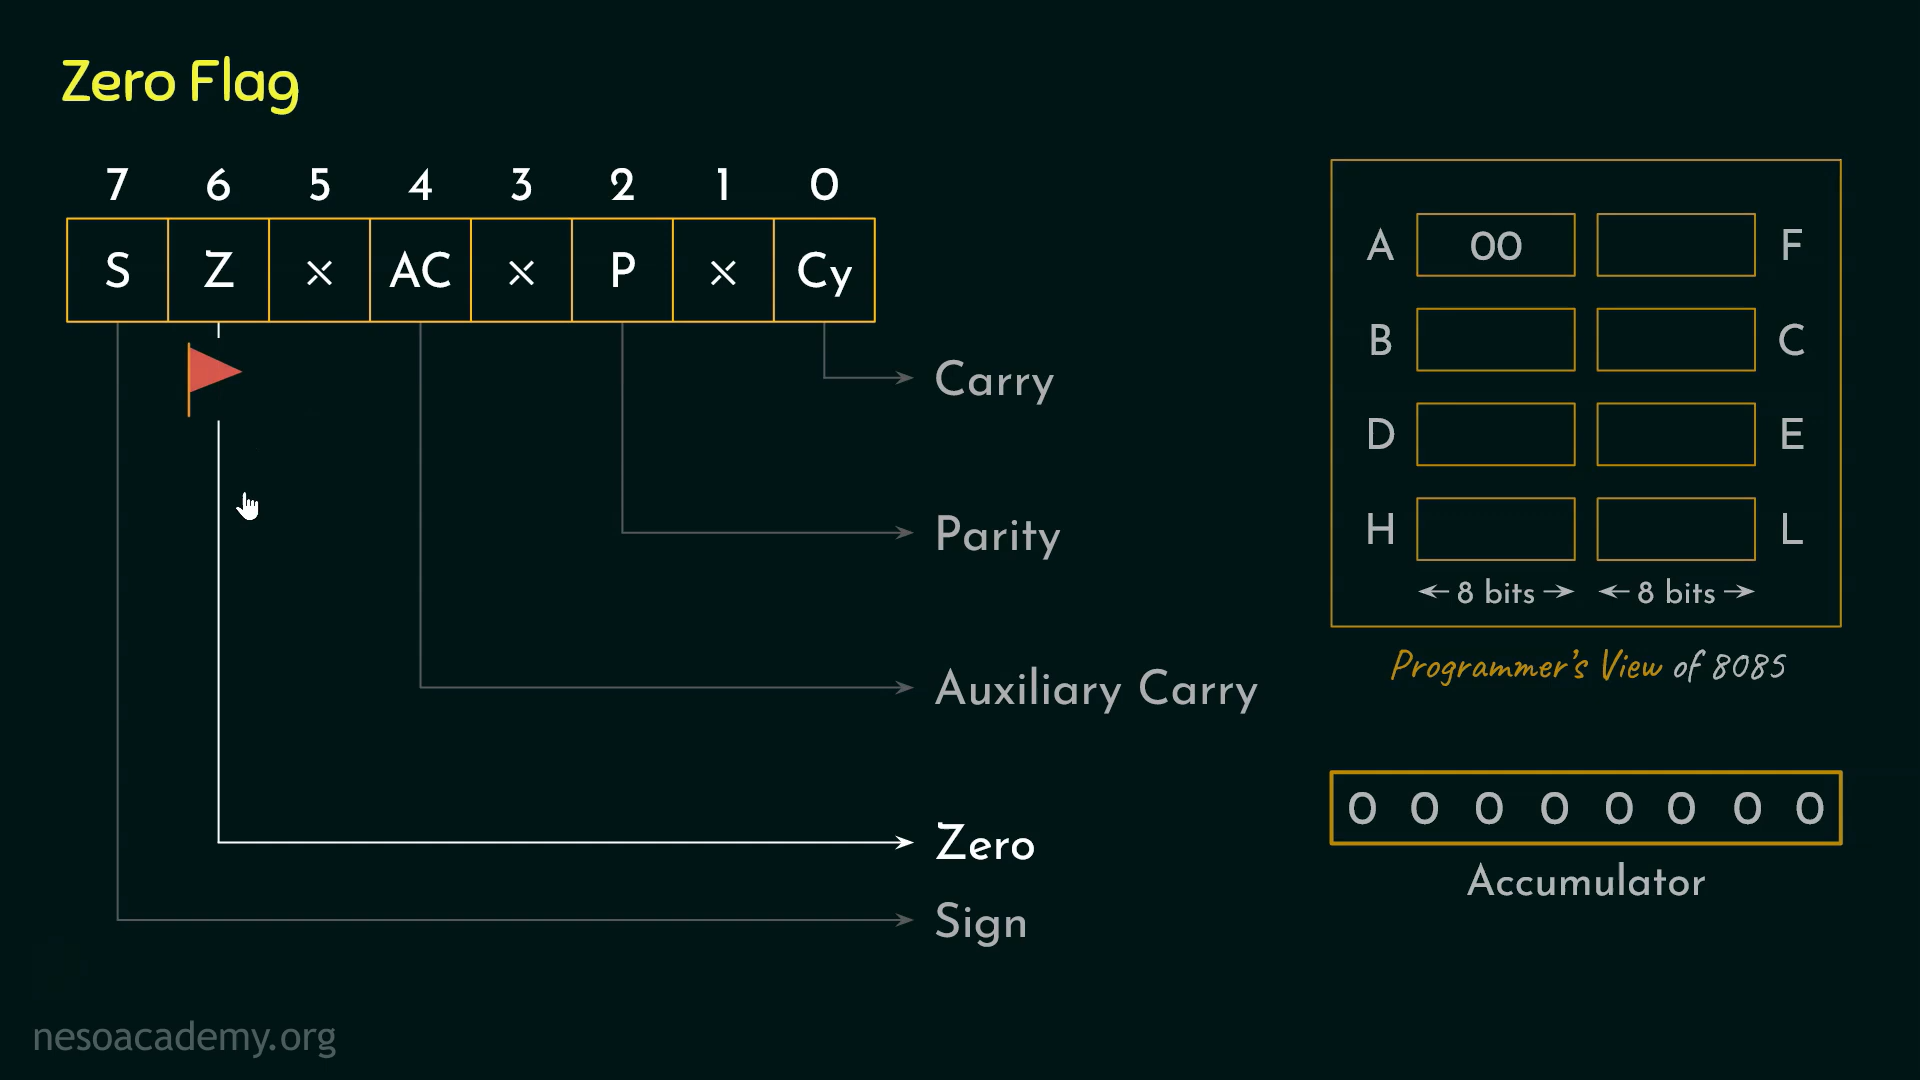 Zero Flag
7 6 5 4 3 2 1 0
S Z × AC × P × Cy
Carry
Parity
Auxiliary Carry
Zero
Sign
A 00 F
B C
D E
H L
8 bits 8 bits
Programmer's View of 8085
0 0 0 0 0 0 0 0
Accumulator
nesoacademy.org